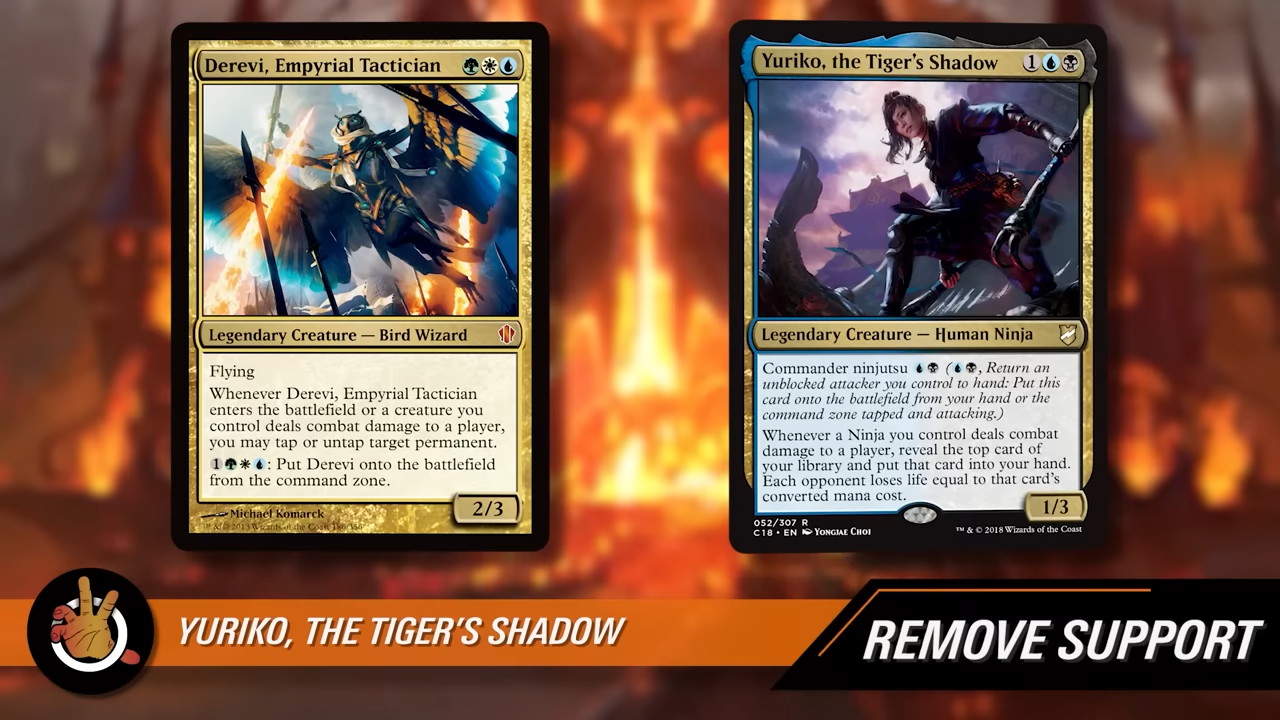 Derevi, Empyrial Tactician
Legendary Creature — Bird Wizard
Flying
Whenever Derevi, Empyrial Tactician
enters the battlefield or a creature you
control deals combat damage to a player,
you may tap or untap target permanent.
1: Put Derevi onto the battlefield
from the command zone.
2/3
Michael Komarck
Yuriko, the Tiger's Shadow 1
Legendary Creature — Human Ninja
Commander ninjutsu (, Return an
unblocked attacker you control to hand: Put this
card onto the battlefield from your hand or the
command zone tapped and attacking.)
Whenever a Ninja you control deals combat
damage to a player, reveal the top card of
your library and put that card into your hand.
Each opponent loses life equal to that card's
converted mana cost.
1/3
052/307 R
C18 • EN Yongjae Choi
™ & © 2018 Wizards of the Coast
YURIKO, THE TIGER'S SHADOW
REMOVE SUPPORT